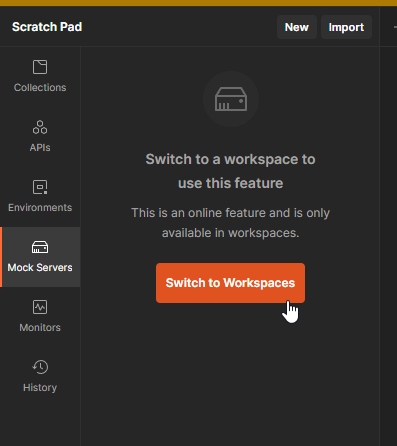 Scratch Pad
New
Import
Collections
APIs
Environments
Mock Servers
Monitors
History
Switch to a workspace to
use this feature
This is an online feature and is only
available in workspaces.
Switch to Workspaces